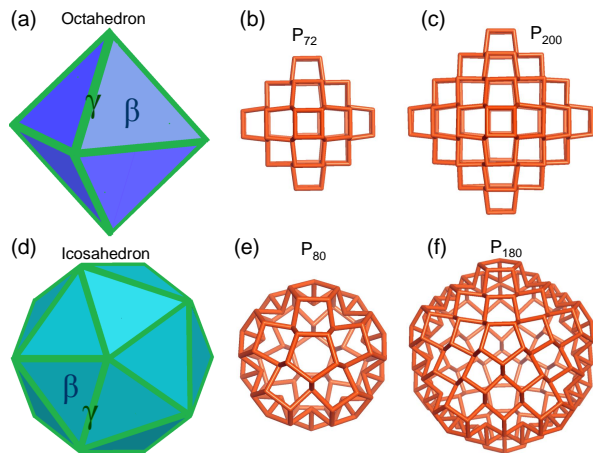 (a)
Octahedron
γ
β
(b)
P72
(c)
P200
(d)
Icosahedron
β
γ
(e)
P80
(f)
P180